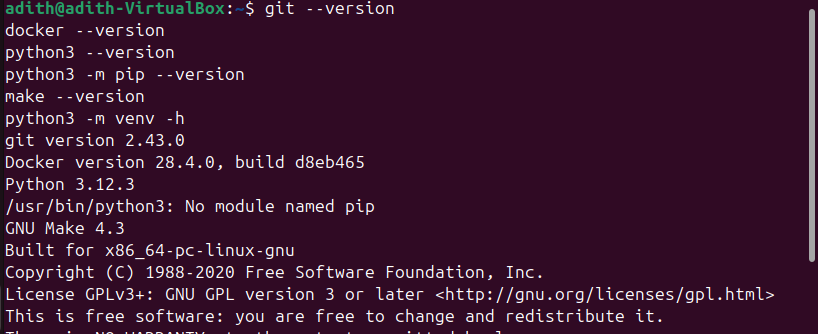 adith@adith-VirtualBox:~$ git --version
docker --version
python3 --version
python3 -m pip --version
make --version
python3 -m venv -h
git version 2.43.0
Docker version 28.4.0, build d8eb465
Python 3.12.3
/usr/bin/python3: No module named pip
GNU Make 4.3
Built for x86_64-pc-linux-gnu
Copyright (C) 1988-2020 Free Software Foundation, Inc.
License GPLv3+: GNU GPL version 3 or later <http://gnu.org/licenses/gpl.html>
This is free software: you are free to change and redistribute it.